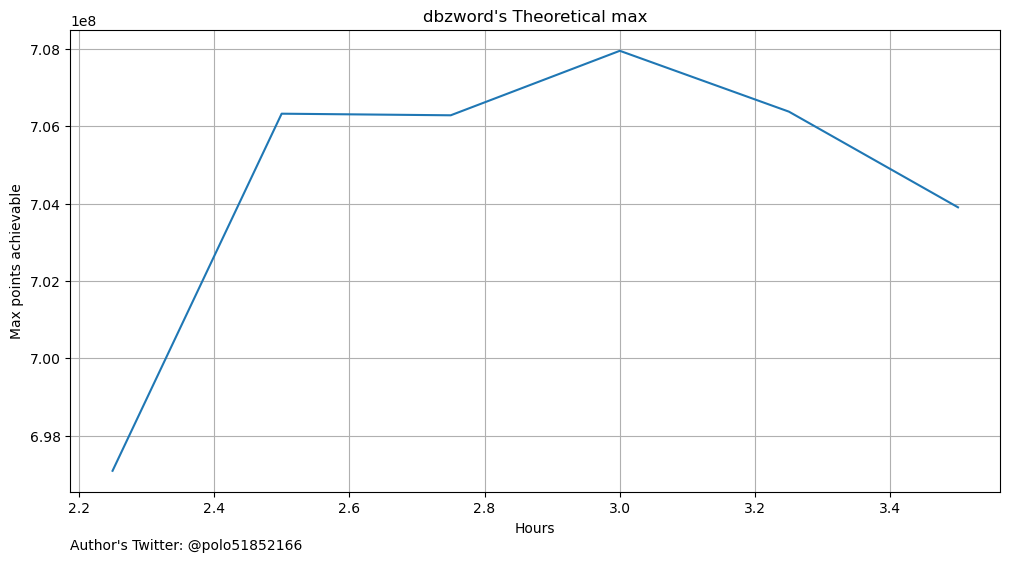 dbzword's Theoretical max
1e8
7.08
7.06
7.04
7.02
7.00
6.98
Max points achievable
2.2 2.4 2.6 2.8 3.0 3.2 3.4
Hours
Author's Twitter: @polo51852166